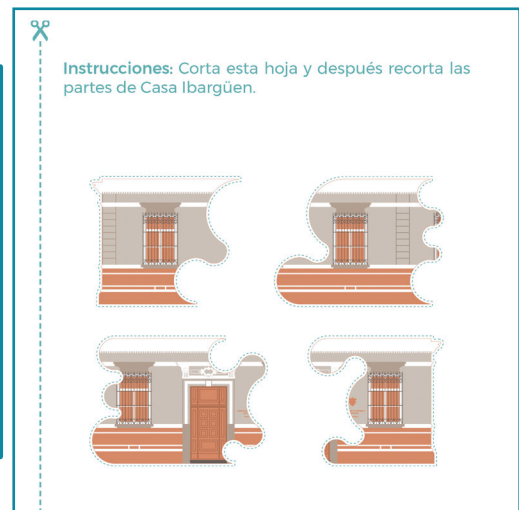 Instrucciones: Corta esta hoja y después recorta las
partes de Casa Ibargüen.